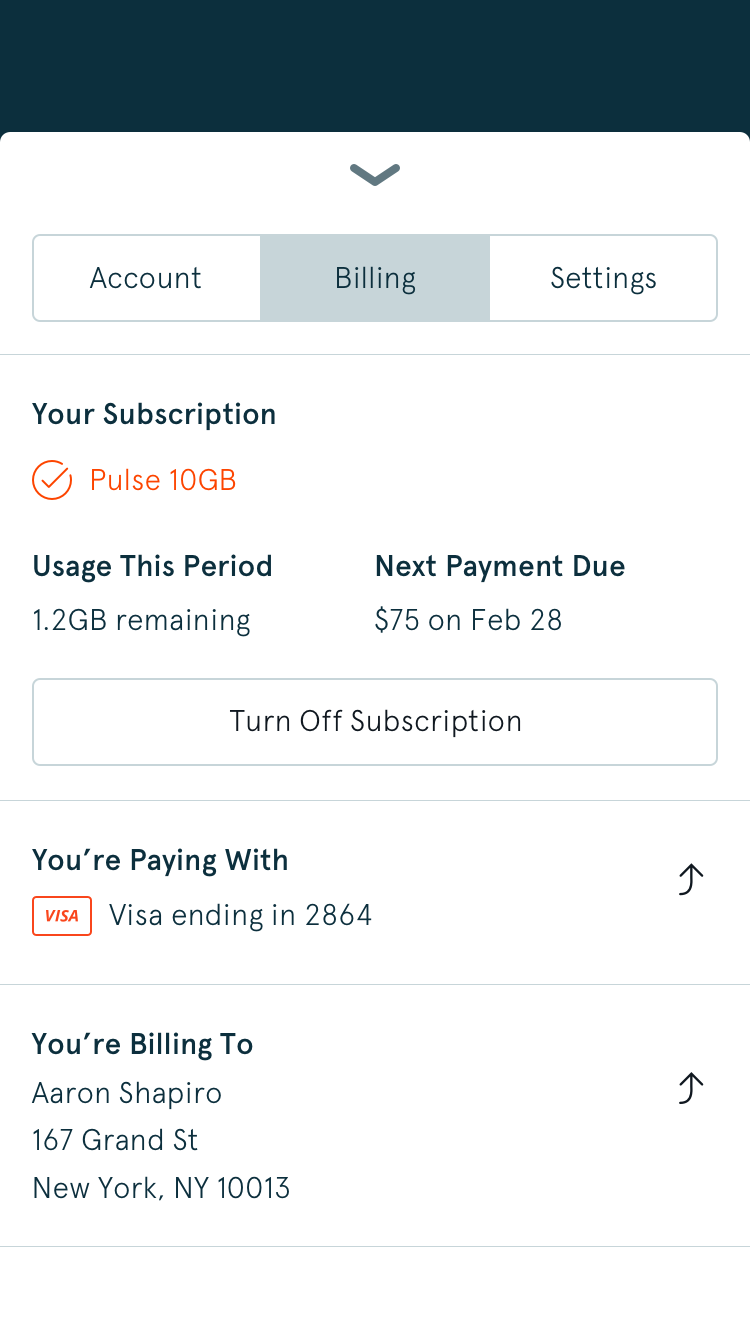 Account Billing Settings
Your Subscription
Pulse 10GB
Usage This Period
1.2GB remaining
Next Payment Due
$75 on Feb 28
Turn Off Subscription
You’re Paying With
VISA Visa ending in 2864
You’re Billing To
Aaron Shapiro
167 Grand St
New York, NY 10013